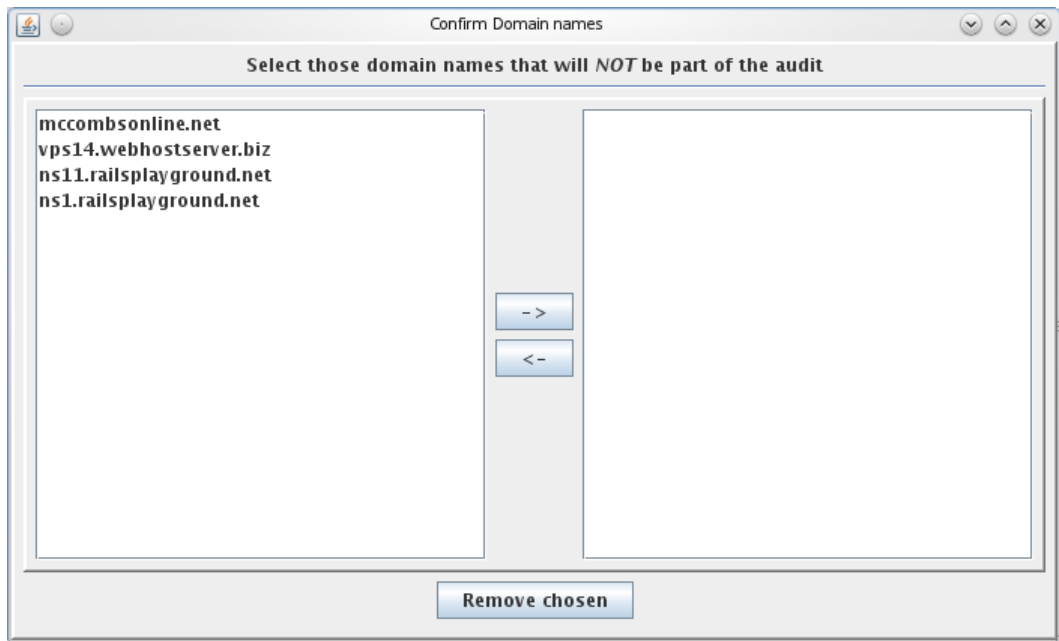 Confirm Domain names
Select those domain names that will NOT be part of the audit
mccombsonline.net
vps14.webhostserver.biz
ns11.railsplayground.net
ns1.railsplayground.net
->
<-
Remove chosen